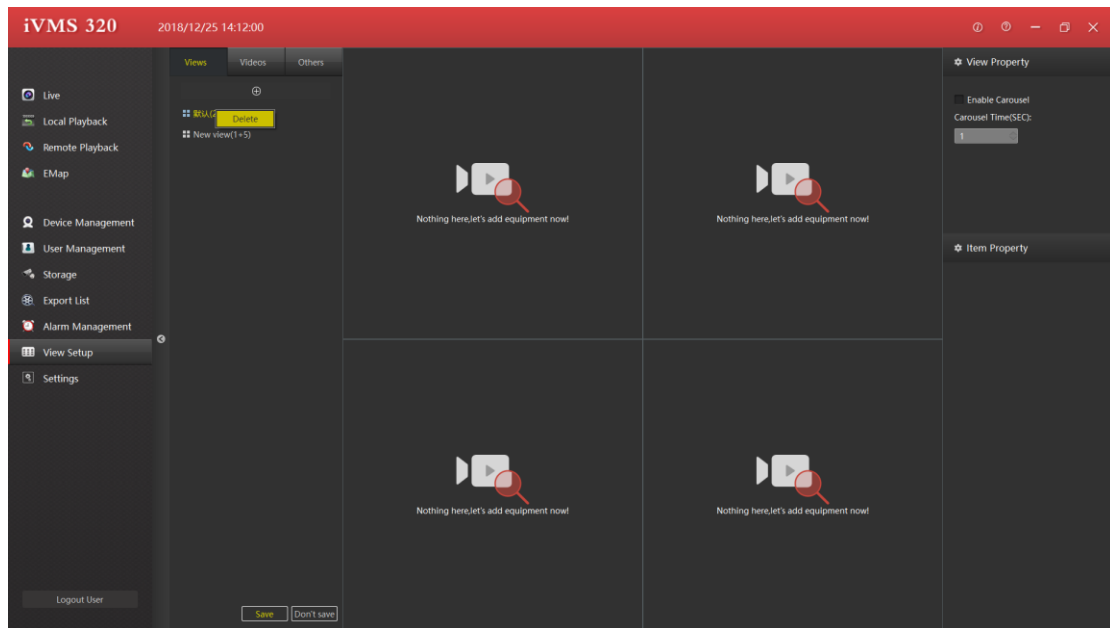 iVMS 320 2018/12/25 14:12:00
Live
Local Playback
Remote Playback
EMap
Device Management
User Management
Storage
Export List
Alarm Management
View Setup
Settings
Logout User
Views Videos Others
默认(2
Delete
New view(1+5)
Save Don't save
Nothing here,let's add equipment now!
Nothing here,let's add equipment now!
Nothing here,let's add equipment now!
Nothing here,let's add equipment now!
View Property
Enable Carousel
Carousel Time(SEC):
1
Item Property